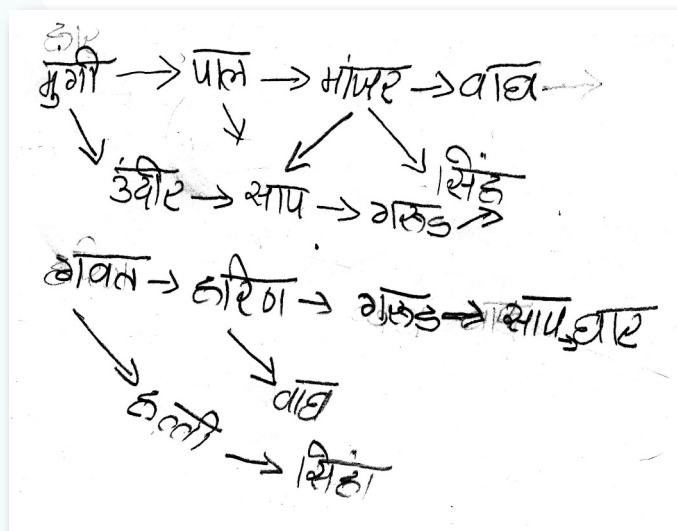 मुंगी → पाल → मांजर → वाघ →
उंदीर → साप → गरूड → सिंह
गवत → हरिण → गरूड → साप → घार
हत्ती → वाघ
→ सिंह